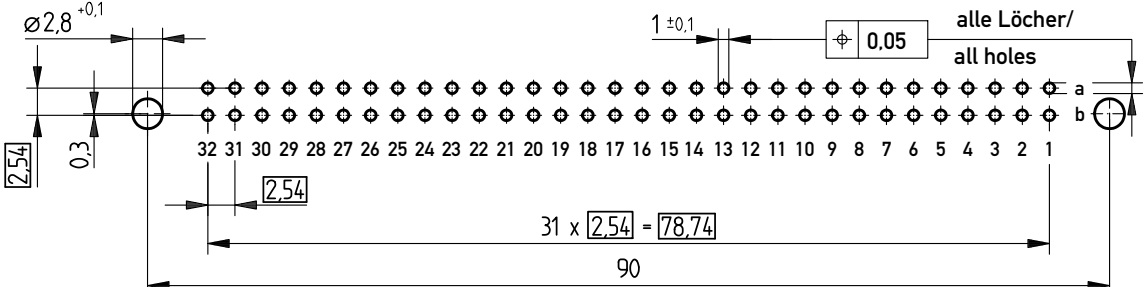 ⌀2,8 +0,1
1 ±0,1
⌖ 0,05
alle Löcher/
all holes
a
b
2,54
0,3
32 31 30 29 28 27 26 25 24 23 22 21 20 19 18 17 16 15 14 13 12 11 10 9 8 7 6 5 4 3 2 1
2,54
31 x 2,54 = 78,74
90